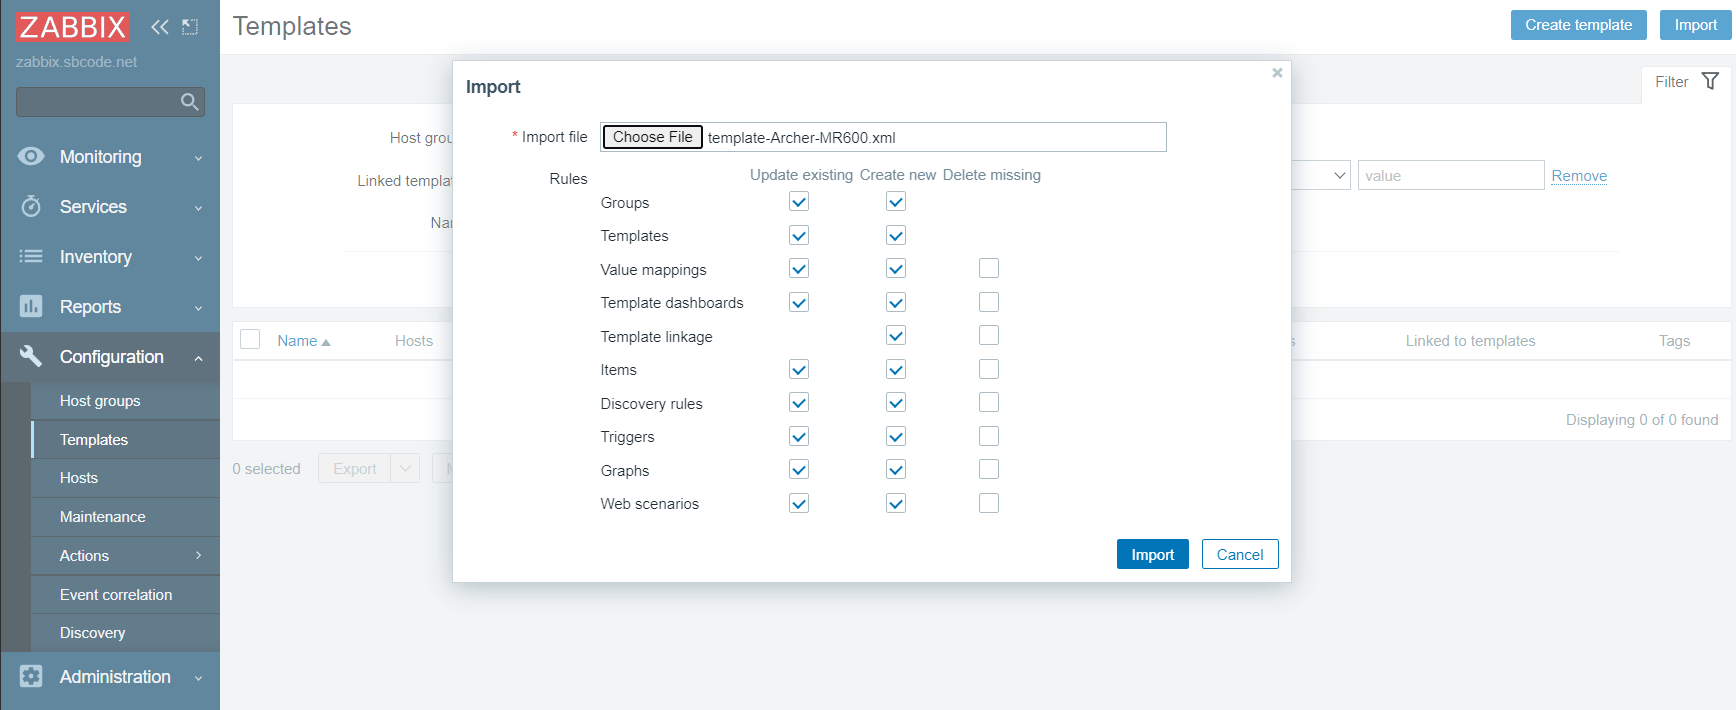 ZABBIX
zabbix.sbcode.net
Monitoring
Services
Inventory
Reports
Configuration
Host groups
Templates
Hosts
Maintenance
Actions
Event correlation
Discovery
Administration
Templates
Create template Import
Filter
Host grou
Linked templa
Na
value Remove
Name Hosts
Linked to templates Tags
Displaying 0 of 0 found
0 selected Export
Import
* Import file Choose File template-Archer-MR600.xml
Rules Update existing Create new Delete missing
Groups
Templates
Value mappings
Template dashboards
Template linkage
Items
Discovery rules
Triggers
Graphs
Web scenarios
Import Cancel